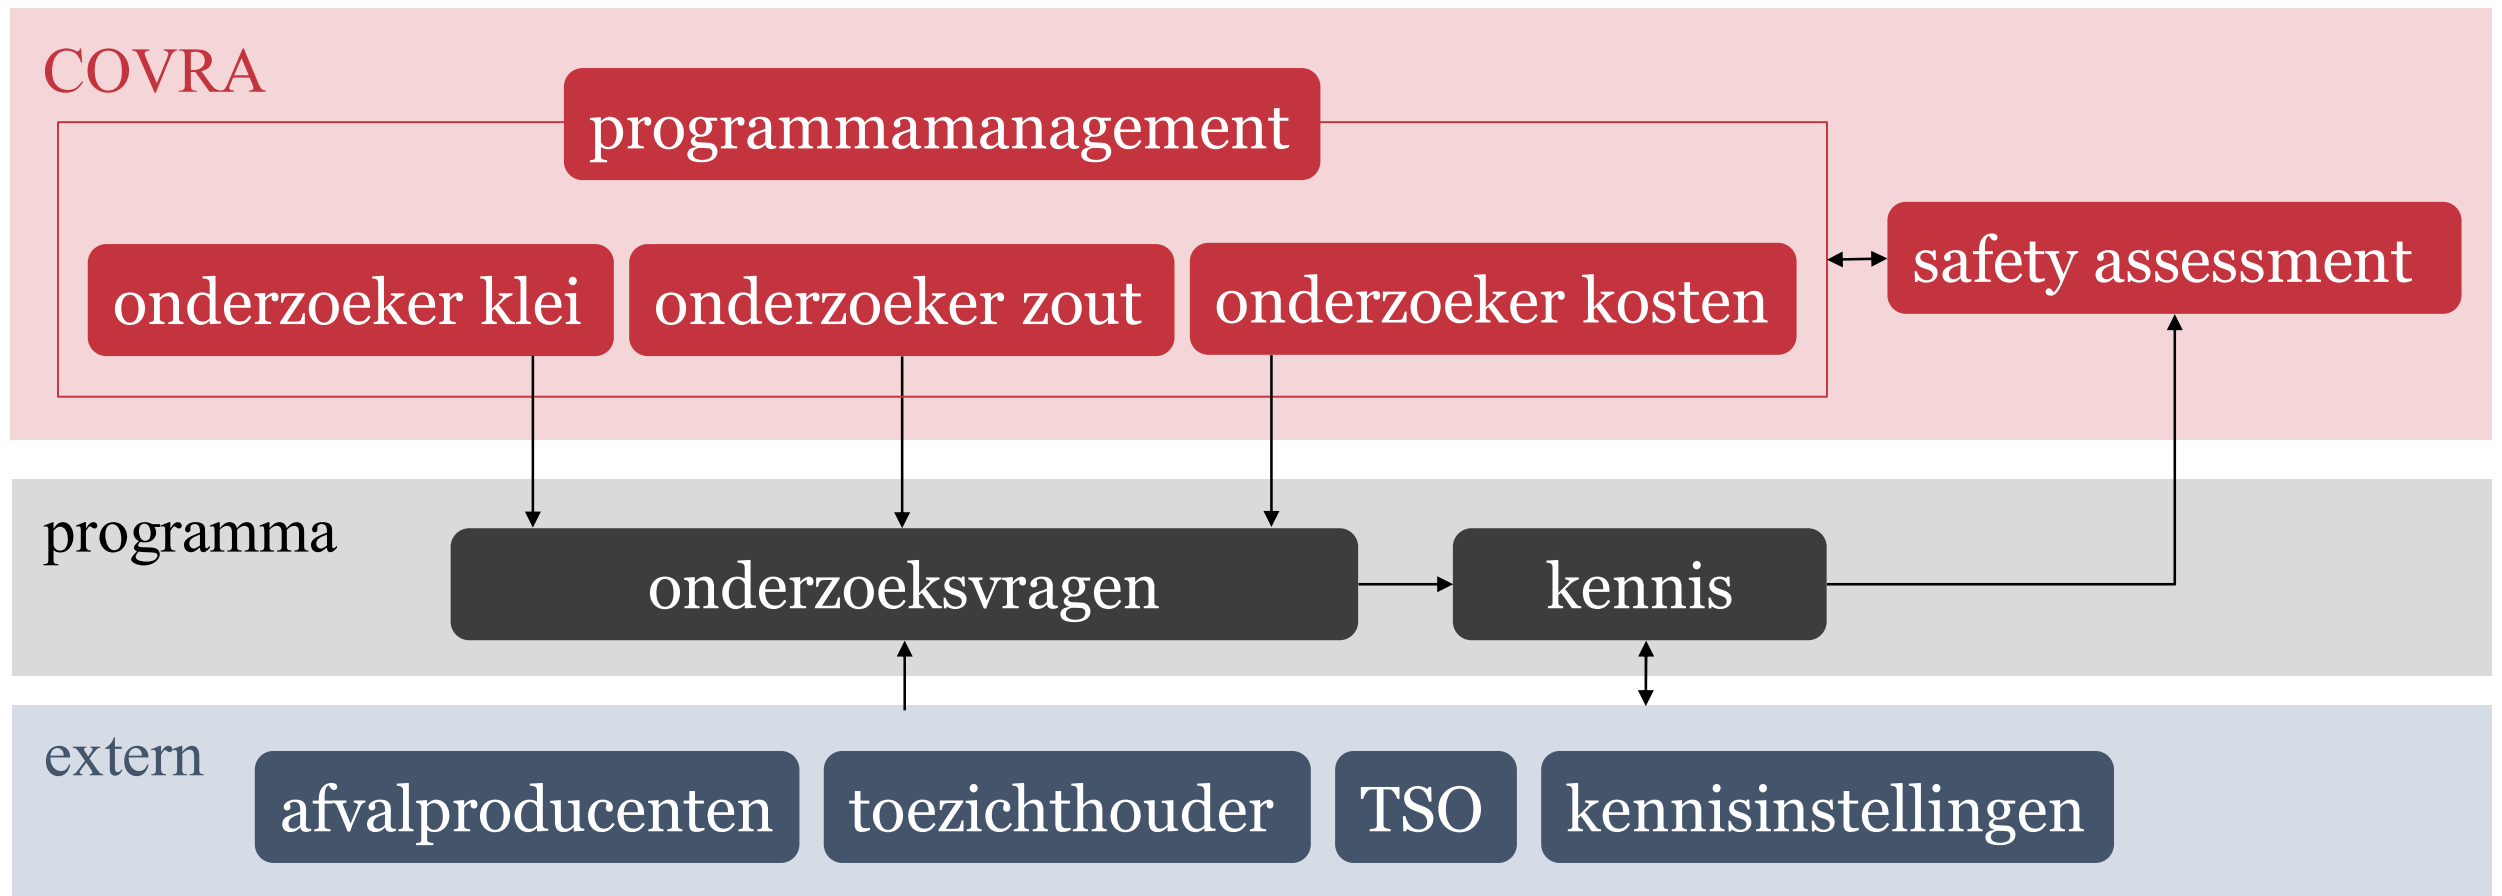 COVRA
programmamanagement
safety assessment
onderzoeker klei
onderzoeker zout
onderzoeker kosten
programma
onderzoeksvragen
kennis
extern
afvalproducenten
toezichthouder
TSO
kennisinstellingen